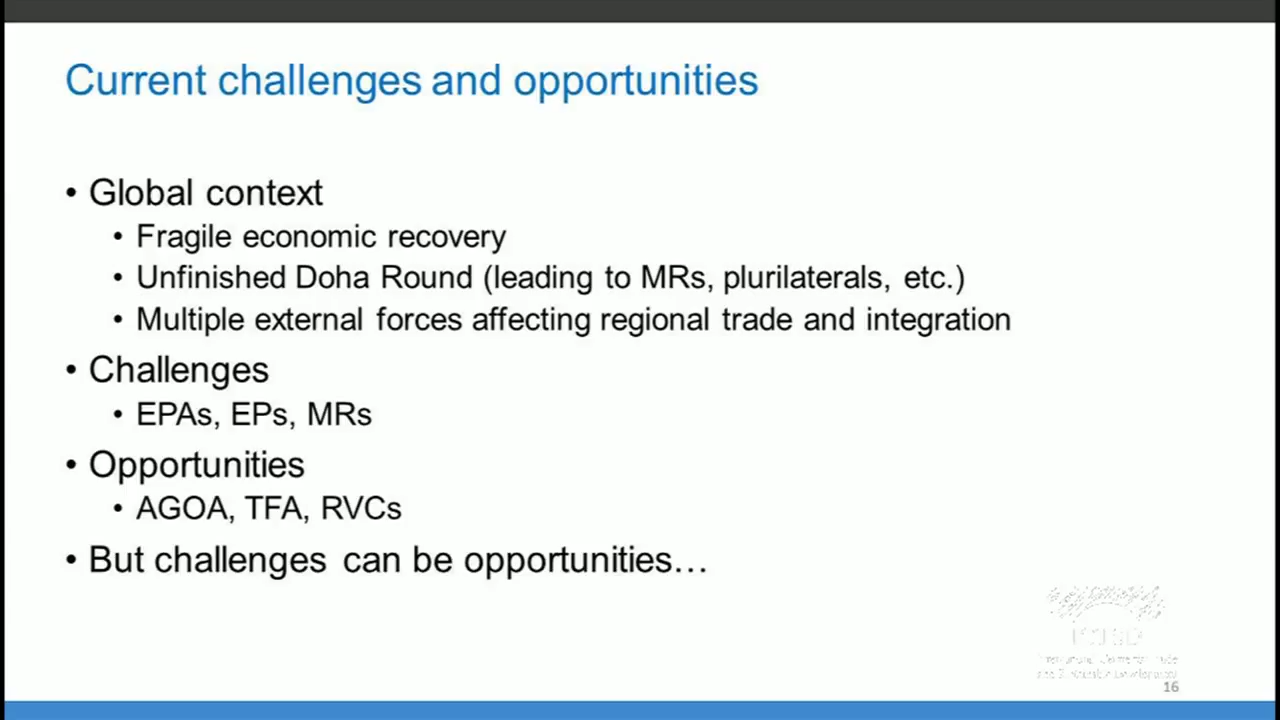 Current challenges and opportunities
• Global context
• Fragile economic recovery
• Unfinished Doha Round (leading to MRs, plurilaterals, etc.)
• Multiple external forces affecting regional trade and integration
• Challenges
• EPAs, EPs, MRs
• Opportunities
• AGOA, TFA, RVCs
• But challenges can be opportunities…
16